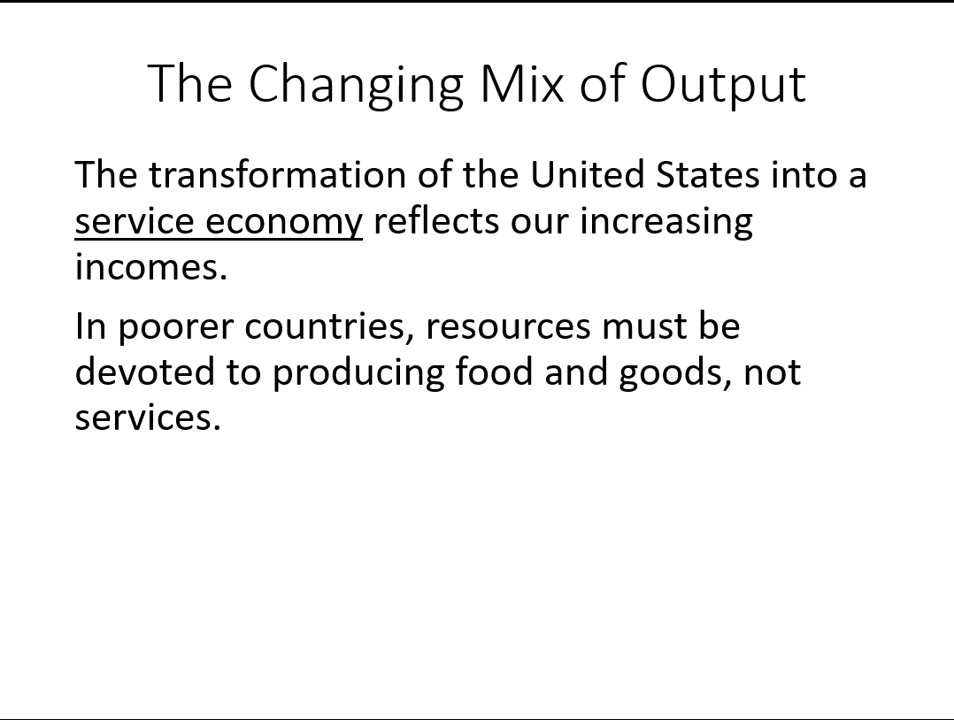 The Changing Mix of Output
The transformation of the United States into a
service economy reflects our increasing
incomes.
In poorer countries, resources must be
devoted to producing food and goods, not
services.